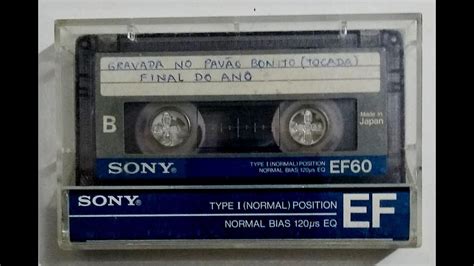 GRAVADA NO PAVÃO BONITO (TOCADA)
FINAL DO ANO
B
Made in
Japan
SONY
TYPE I (NORMAL) POSITION
NORMAL BIAS 120µs EQ
EF60
SONY
TYPE I (NORMAL) POSITION
NORMAL BIAS 120µs EQ
EF